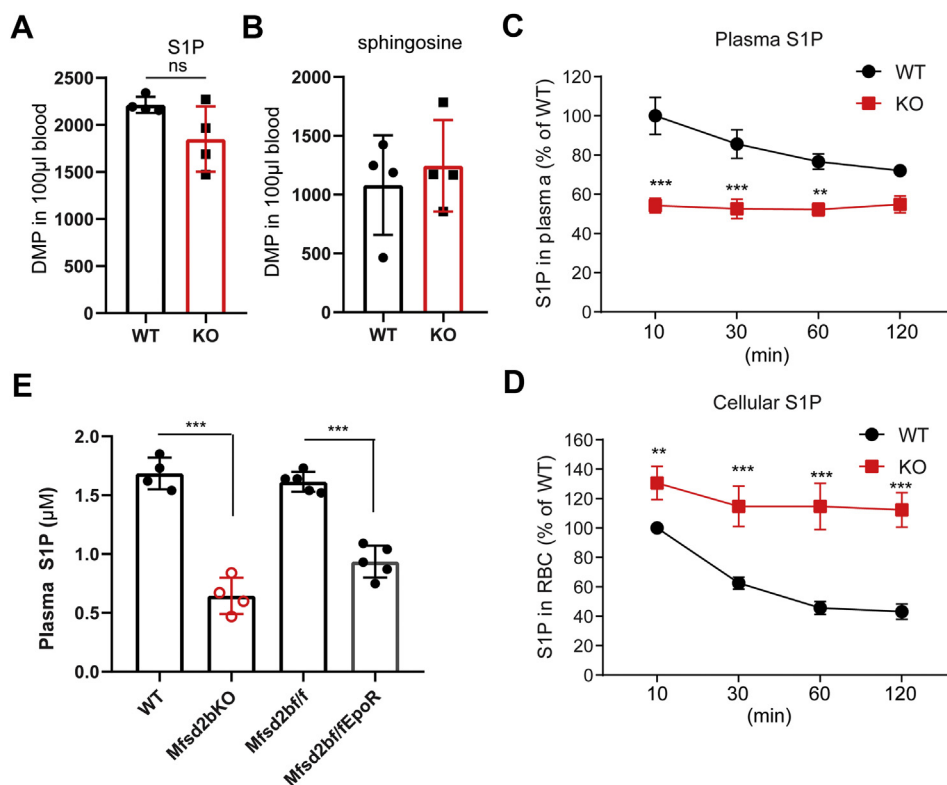 A
S1P
ns
DMP in 100µl blood
2500
2000
1500
1000
500
0
WT
KO
B
sphingosine
DMP in 100µl blood
2000
1500
1000
500
0
WT
KO
C
Plasma S1P
WT
KO
S1P in plasma (% of WT)
120
100
80
60
40
20
0
***
***
**
10
30
60
120
(min)
D
Cellular S1P
WT
KO
S1P in RBC (% of WT)
160
140
120
100
80
60
40
20
0
**
***
***
***
10
30
60
120
(min)
E
***
***
Plasma S1P (µM)
2.0
1.5
1.0
0.5
0.0
WT
Mfsd2bKO
Mfsd2bf/f
Mfsd2bf/fEpoR